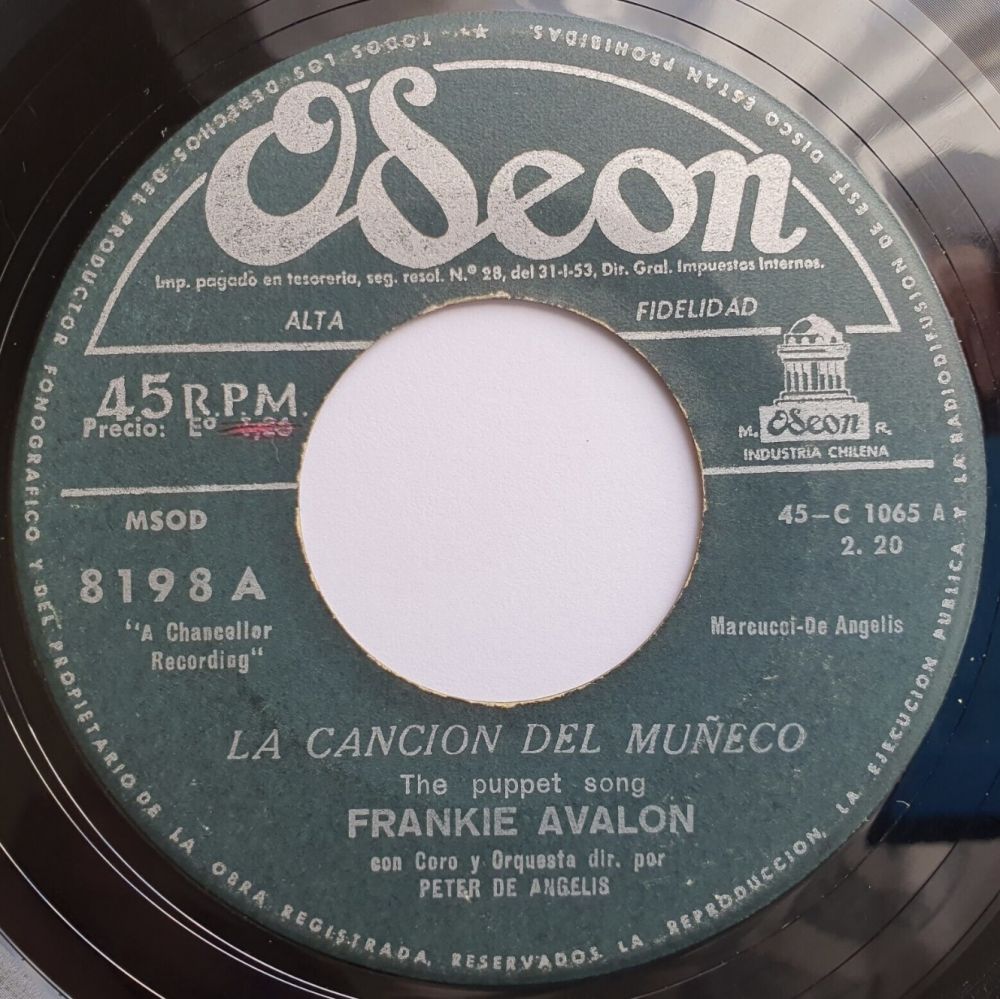 ★ TODOS LOS DERECHOS DEL PRODUCTOR FONOGRAFICO Y DEL PROPIETARIO DE LA OBRA REGISTRADA, RESERVADOS. LA REPRODUCCION, LA EJECUCION PUBLICA Y LA RADIODIFUSION DE ESTE DISCO ESTAN PROHIBIDAS.
Odeon
Imp. pagado en tesoreria, seg. resol. N.º 28, del 31-1-53, Dir. Gral. Impuestos Internos.
ALTA FIDELIDAD
45 R.P.M.
Precio: Eº
Odeon
M. R.
INDUSTRIA CHILENA
MSOD
8198 A
"A Chancellor
Recording"
45-C 1065 A
2. 20
Marcucci-De Angelis
LA CANCION DEL MUÑECO
The puppet song
FRANKIE AVALON
con Coro y Orquesta dir. por
PETER DE ANGELIS